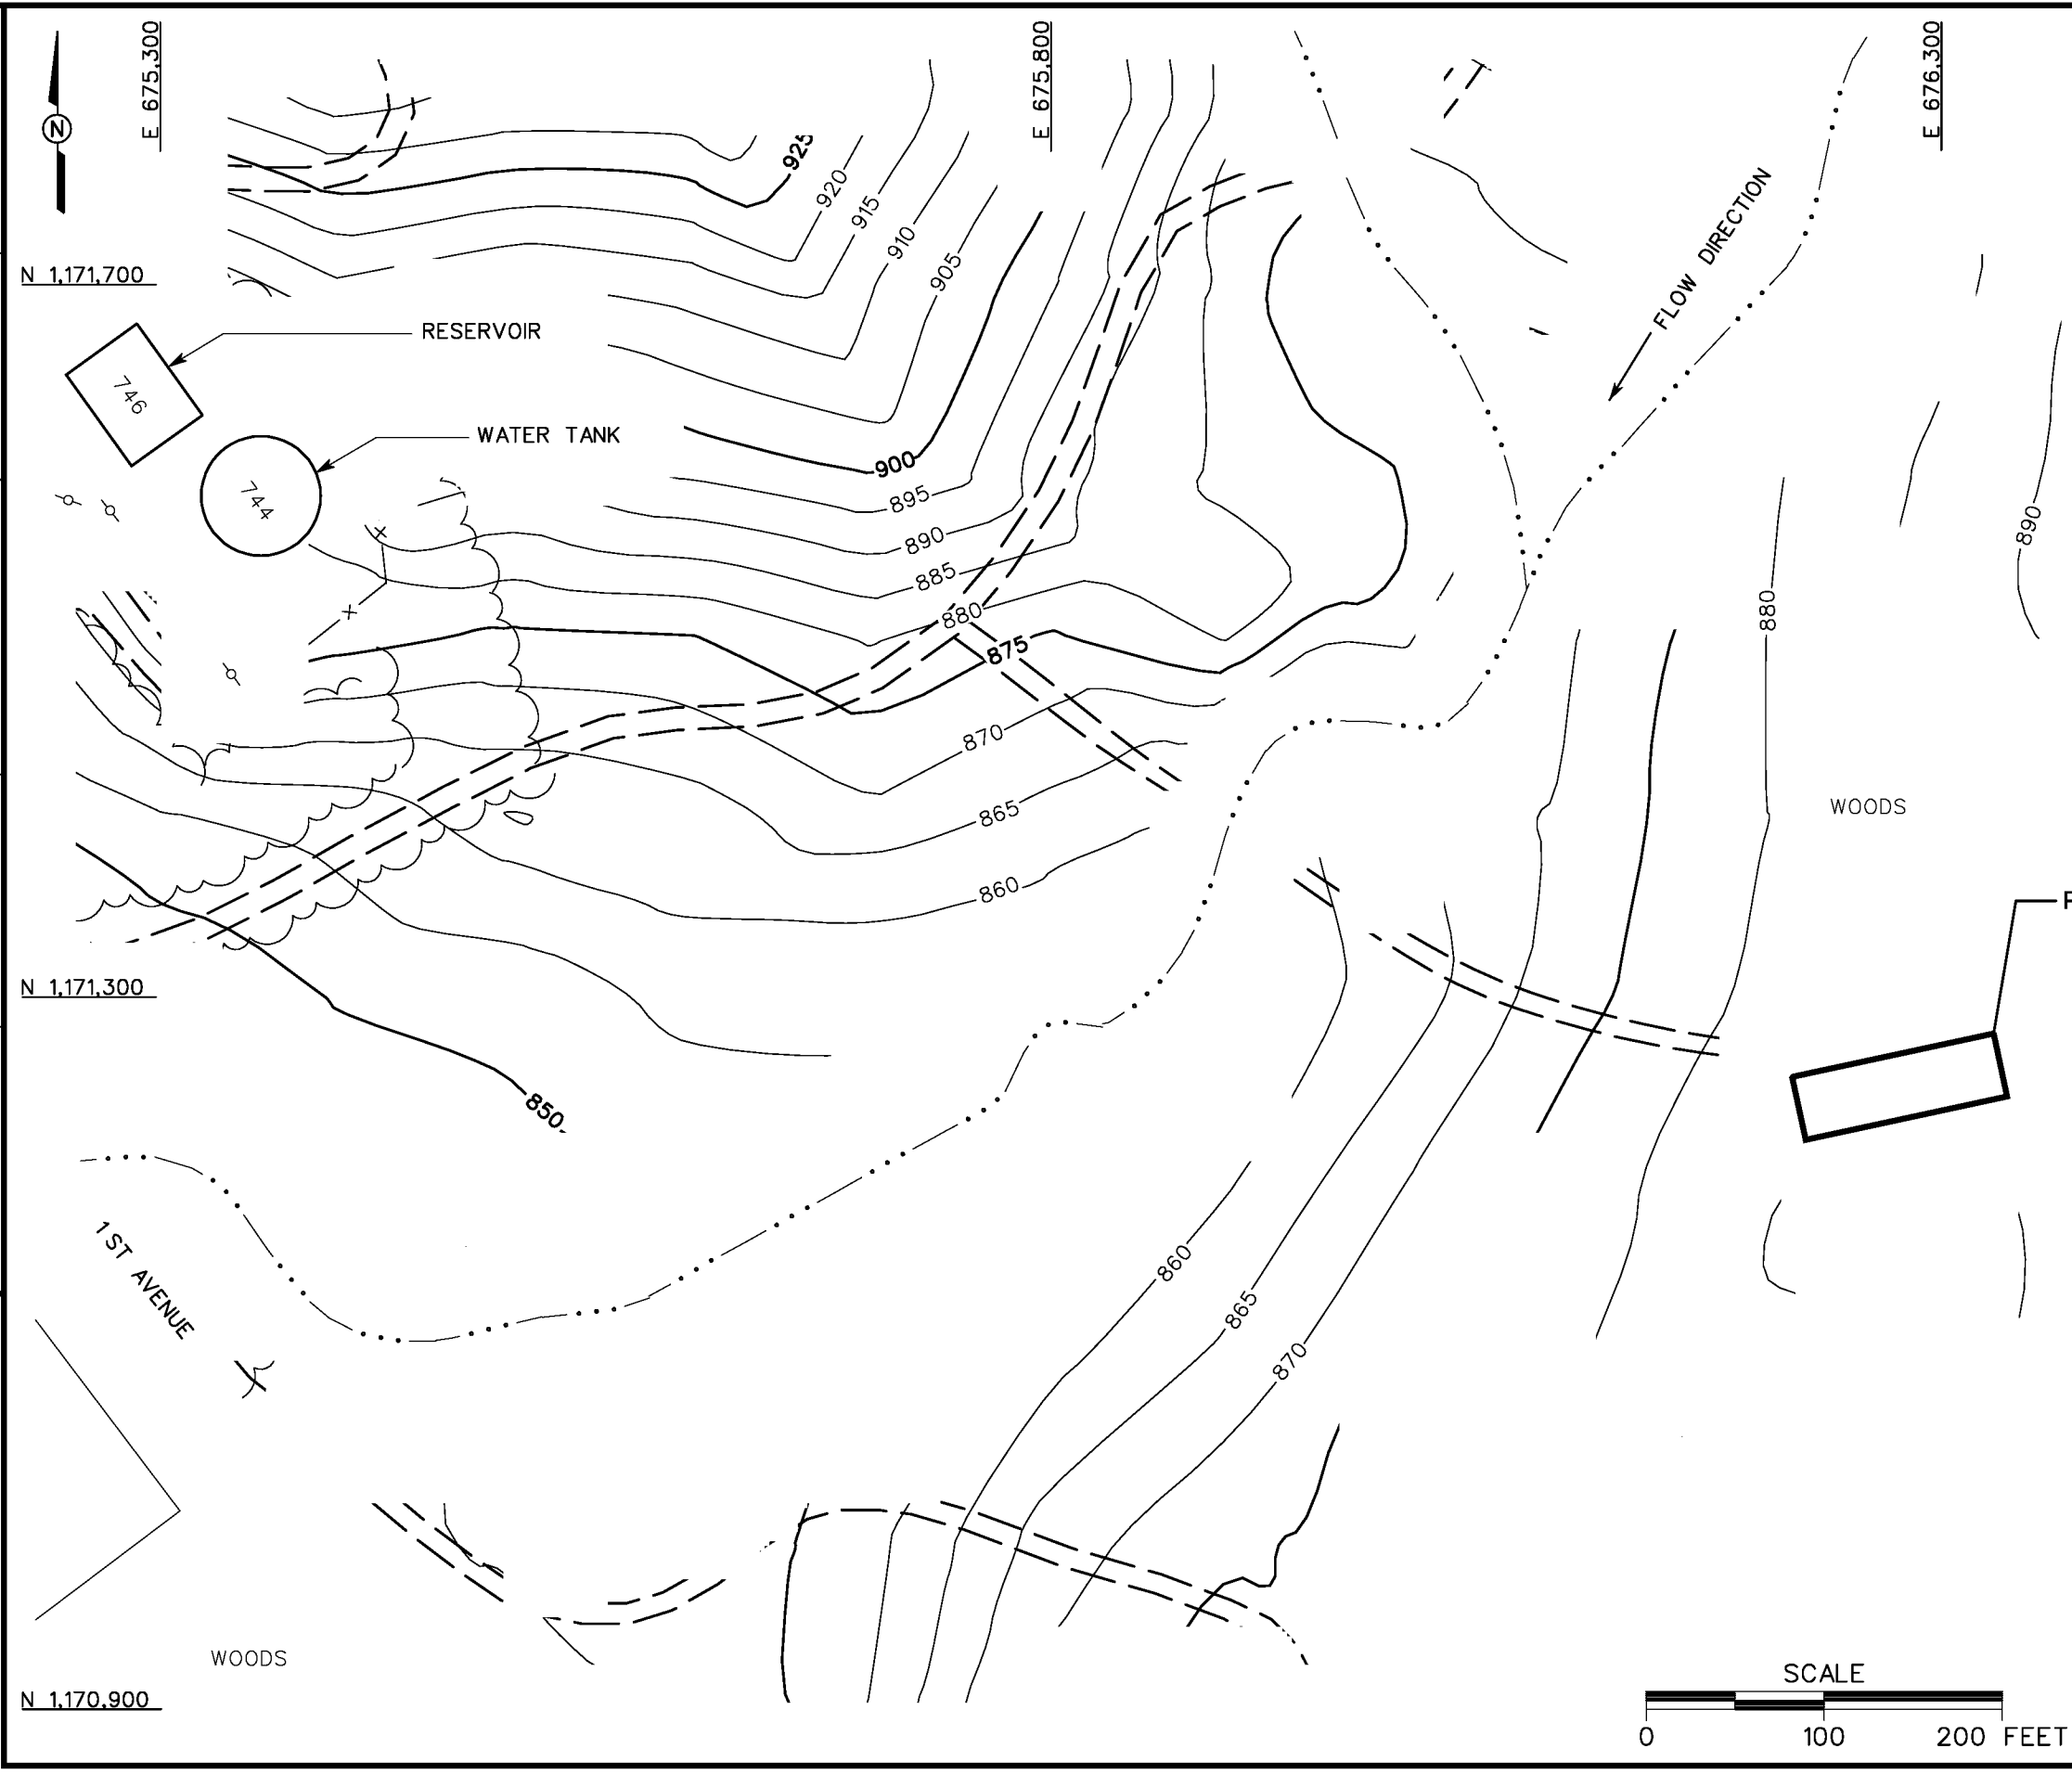 E 675,300
E 675,800
E 676,300
N
925
920
915
910
905
FLOW DIRECTION
N 1,171,700
RESERVOIR
746
WATER TANK
744
900
895
890
885
880
875
890
880
870
865
860
WOODS
F
N 1,171,300
850
1ST AVENUE
860
865
870
WOODS
N 1,170,900
SCALE
0 100 200 FEET